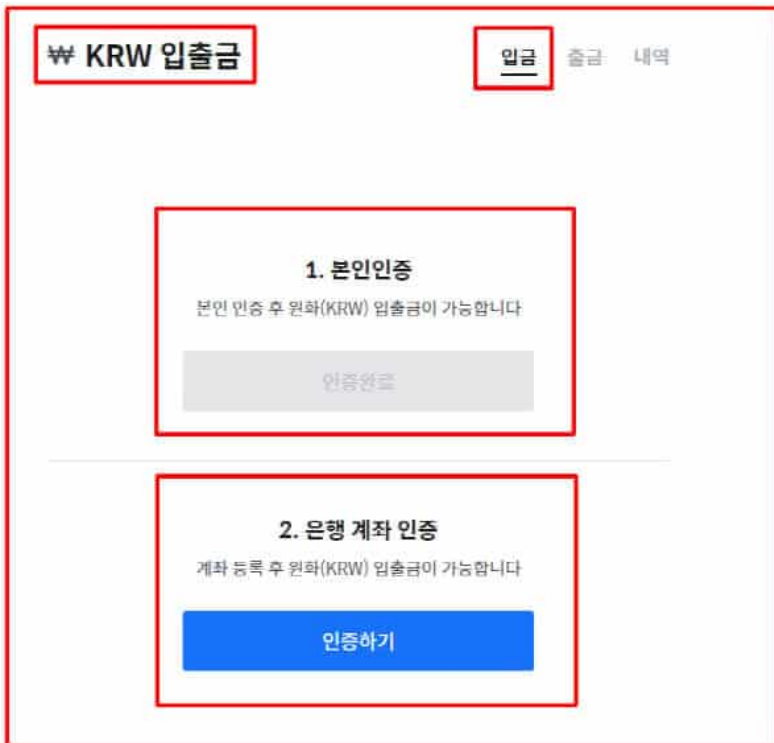 ₩ KRW 입출금
입금 출금 내역
1. 본인인증
본인 인증 후 원화(KRW) 입출금이 가능합니다
인증완료
2. 은행 계좌 인증
계좌 등록 후 원화(KRW) 입출금이 가능합니다
인증하기